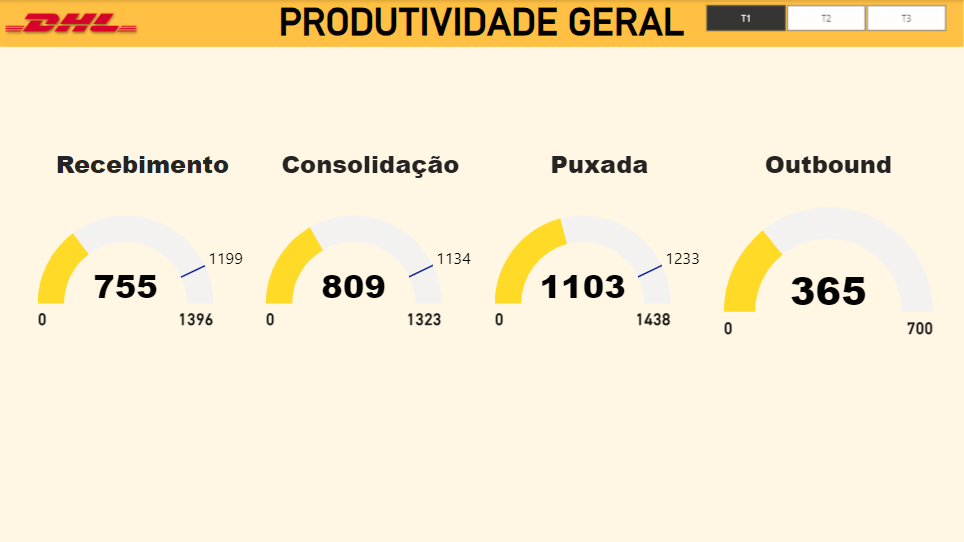 DHL
PRODUTIVIDADE GERAL
T1
T2
T3
Recebimento
Consolidação
Puxada
Outbound
1199
755
0
1396
1134
809
0
1323
1233
1103
0
1438
365
0
700